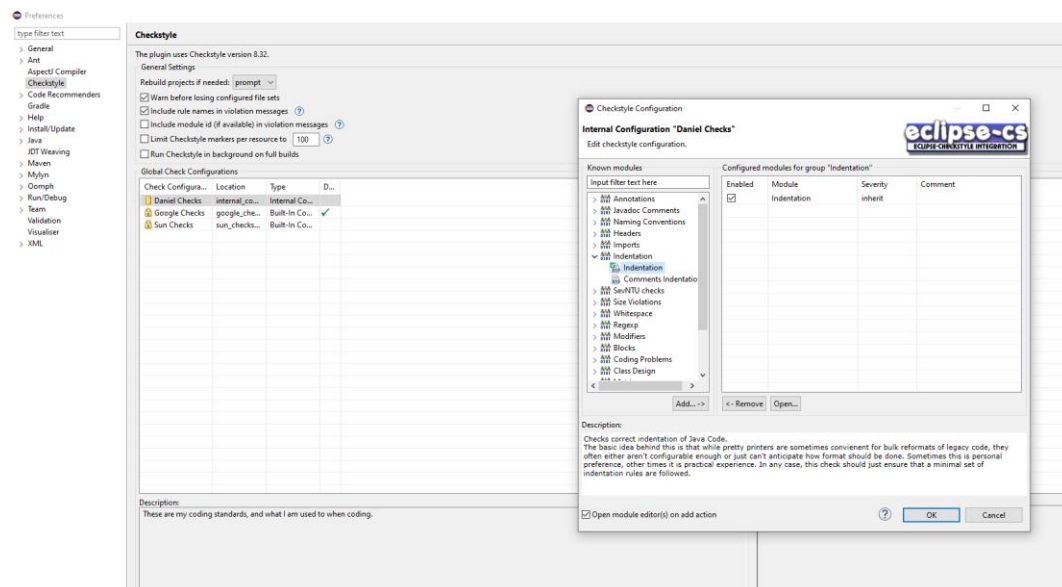 Preferences
type filter text
General
Ant
AspectJ Compiler
Checkstyle
Code Recommenders
Gradle
Help
Install/Update
Java
JDT Weaving
Maven
Mylyn
Oomph
Run/Debug
Team
Validation
Visualiser
XML
Checkstyle
The plugin uses Checkstyle version 8.32.
General Settings
Rebuild projects if needed: prompt
Warn before losing configured file sets
Include rule names in violation messages
Include module id (if available) in violation messages
Limit Checkstyle markers per resource to 100
Run Checkstyle in background on full builds
Global Check Configurations
Check Configura... Location Type D...
Daniel Checks internal_co... Internal Co...
Google Checks google_che... Built-In Co...
Sun Checks sun_checks... Built-In Co...
Description:
These are my coding standards, and what I am used to when coding.
Checkstyle Configuration
Internal Configuration "Daniel Checks"
Edit checkstyle configuration.
eclipse-cs
ECLIPSE-CHECKSTYLE INTEGRATION
Known modules
Input filter text here
Annotations
Javadoc Comments
Naming Conventions
Headers
Imports
Indentation
Indentation
Comments Indentatio
SevNTU checks
Size Violations
Whitespace
Regexp
Modifiers
Blocks
Coding Problems
Class Design
Add... ->
Configured modules for group "Indentation"
Enabled Module Severity Comment
Indentation inherit
<- Remove Open...
Description:
Checks correct indentation of Java Code.
The basic idea behind this is that while pretty printers are sometimes convienent for bulk reformats of legacy code, they
often either aren't configurable enough or just can't anticipate how format should be done. Sometimes this is personal
preference, other times it is practical experience. In any case, this check should just ensure that a minimal set of
indentation rules are followed.
Open module editor(s) on add action
? OK Cancel